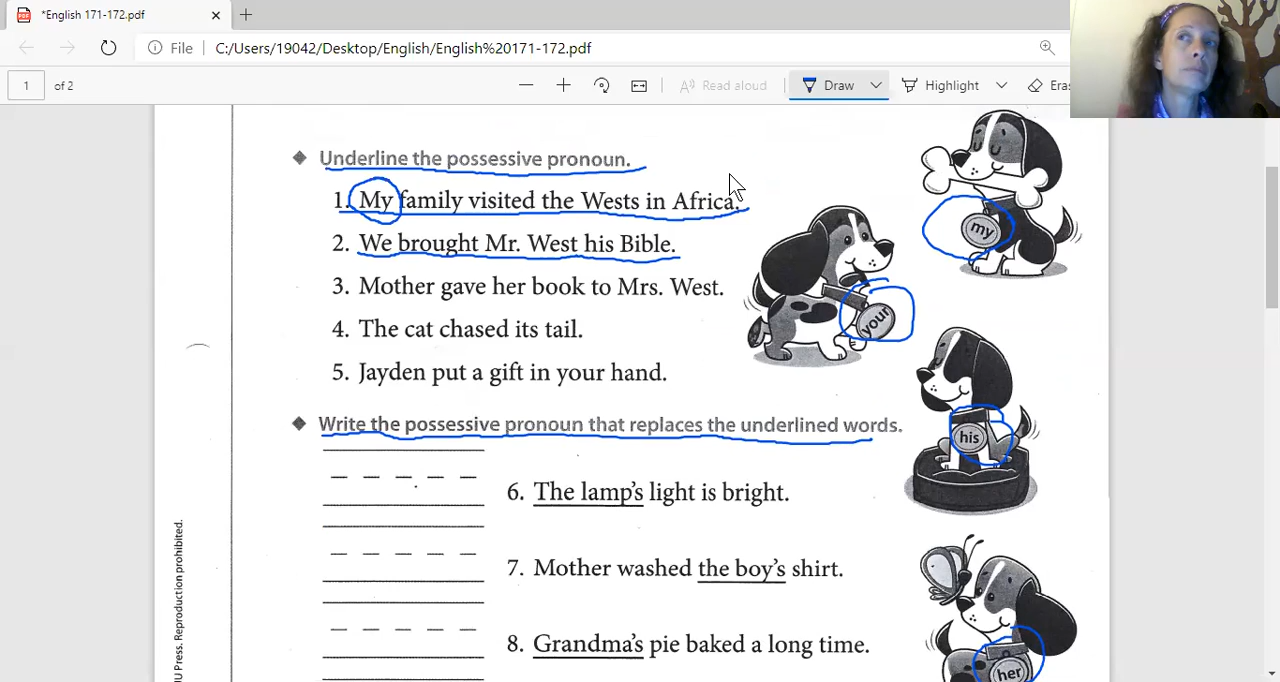 *English 171-172.pdf
File C:/Users/19042/Desktop/English/English%20171-172.pdf
1 of 2 Read aloud Draw Highlight Eras
Underline the possessive pronoun.
1. My family visited the Wests in Africa.
my
2. We brought Mr. West his Bible.
3. Mother gave her book to Mrs. West.
your
4. The cat chased its tail.
5. Jayden put a gift in your hand.
Write the possessive pronoun that replaces the underlined words.
his
6. The lamp's light is bright.
7. Mother washed the boy's shirt.
8. Grandma's pie baked a long time.
her
JU Press. Reproduction prohibited.